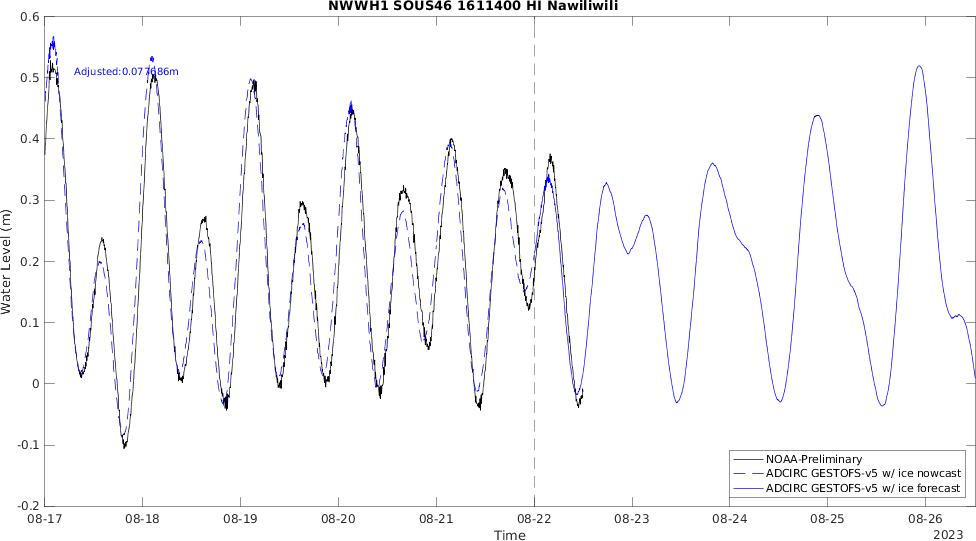 NWWH1 SOUS46 1611400 HI Nawiliwili
Adjusted:0.077686m
Water Level (m)
0.6
0.5
0.4
0.3
0.2
0.1
0
-0.1
-0.2
NOAA-Preliminary
ADCIRC GESTOFS-v5 w/ ice nowcast
ADCIRC GESTOFS-v5 w/ ice forecast
08-17 08-18 08-19 08-20 08-21 08-22 08-23 08-24 08-25 08-26
Time
2023